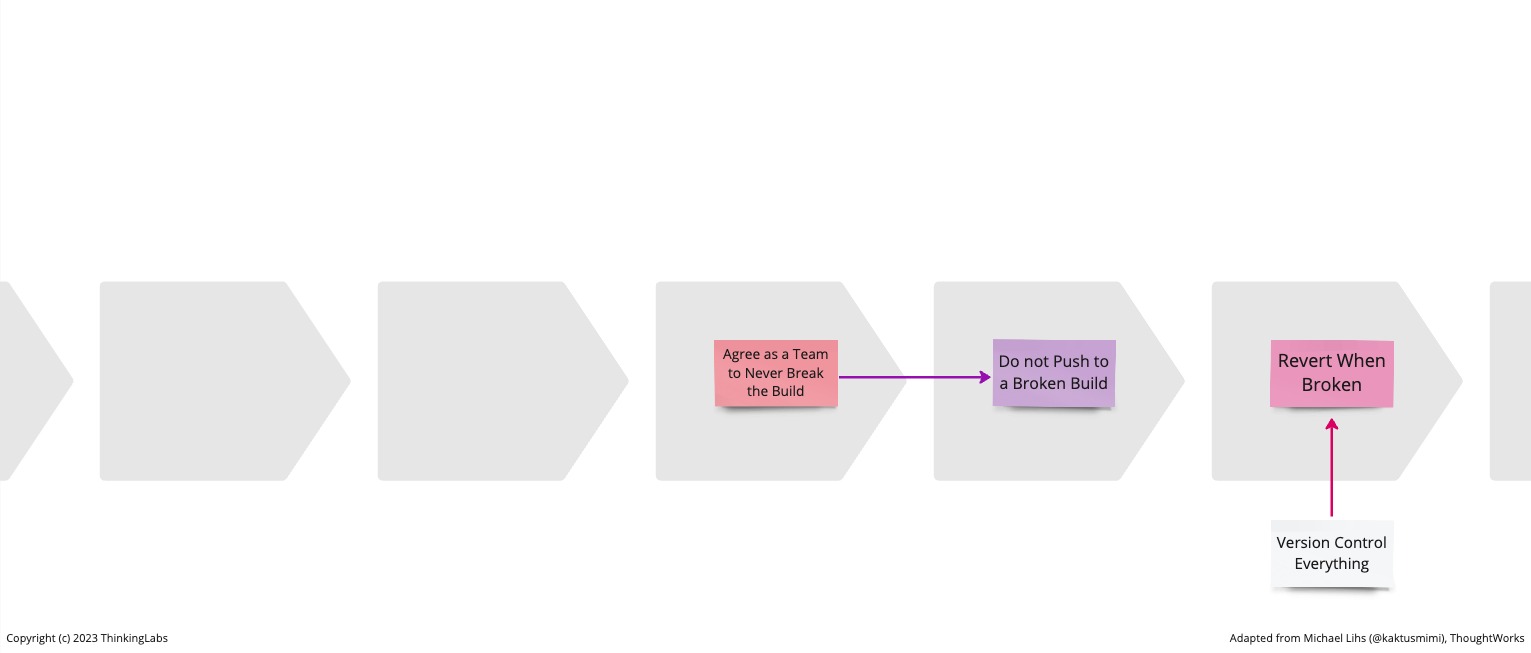 Agree as a Team
to Never Break
the Build
Do not Push to
a Broken Build
Revert When
Broken
Version Control
Everything
Copyright (c) 2023 ThinkingLabs
Adapted from Michael Lihs (@kaktusmimi), ThoughtWorks